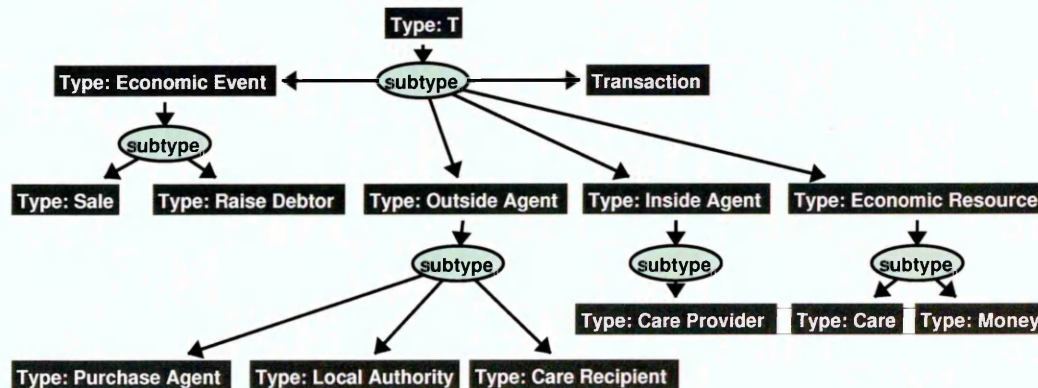 Type: T
Type: Economic Event
subtype
Transaction
subtype
Type: Sale
Type: Raise Debtor
Type: Outside Agent
Type: Inside Agent
Type: Economic Resource
subtype
subtype
subtype
Type: Care Provider
Type: Care
Type: Money
Type: Purchase Agent
Type: Local Authority
Type: Care Recipient